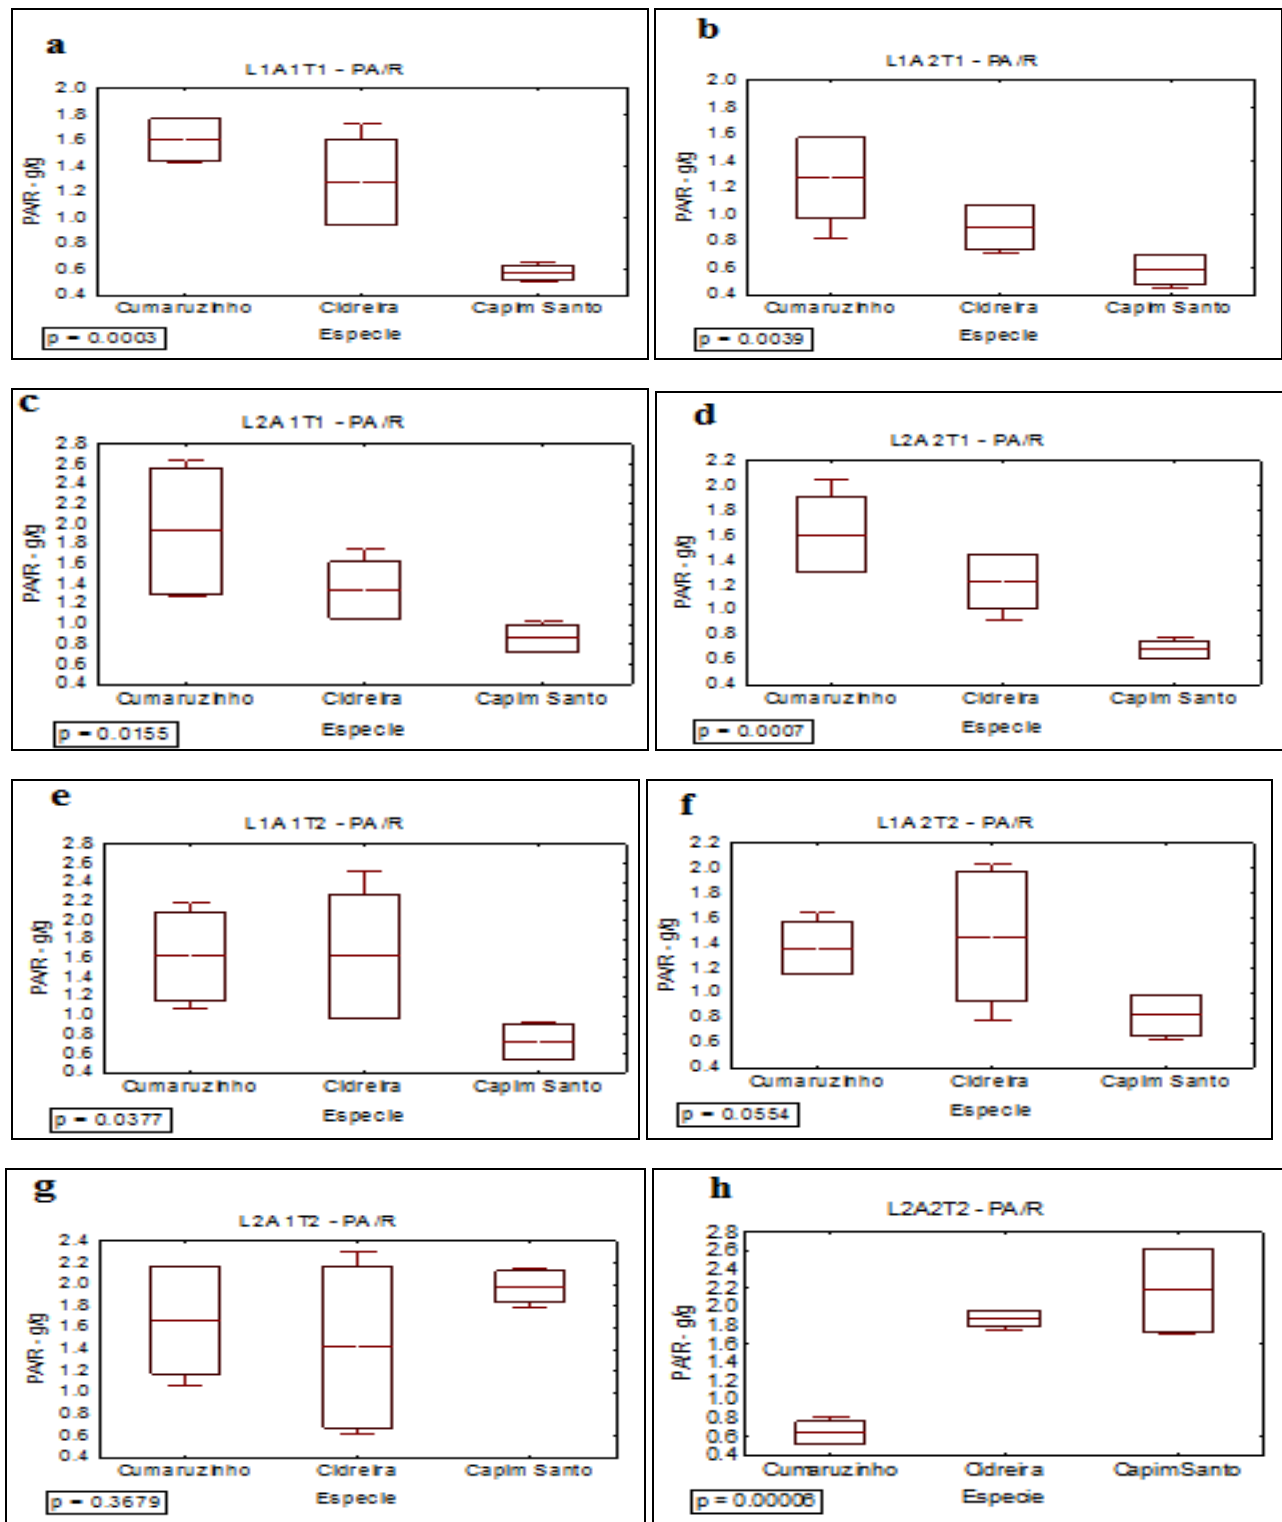 a
L1A1T1 - PA/R
2.0
1.8
1.6
1.4
1.2
1.0
0.8
0.6
0.4
PA/R - g/g
Cumaruzinho Cidreira Capim Santo
Especie
p = 0.0003
b
L1A2T1 - PA/R
2.0
1.8
1.6
1.4
1.2
1.0
0.8
0.6
0.4
PA/R - g/g
Cumaruzinho Cidreira Capim Santo
Especie
p = 0.0039
c
L2A1T1 - PA/R
2.8
2.6
2.4
2.2
2.0
1.8
1.6
1.4
1.2
1.0
0.8
0.6
0.4
PA/R - g/g
Cumaruzinho Cidreira Capim Santo
Especie
p = 0.0155
d
L2A2T1 - PA/R
2.2
2.0
1.8
1.6
1.4
1.2
1.0
0.8
0.6
0.4
PA/R - g/g
Cumaruzinho Cidreira Capim Santo
Especie
p = 0.0007
e
L1A1T2 - PA/R
2.8
2.6
2.4
2.2
2.0
1.8
1.6
1.4
1.2
1.0
0.8
0.6
0.4
PA/R - g/g
Cumaruzinho Cidreira Capim Santo
Especie
p = 0.0377
f
L1A2T2 - PA/R
2.2
2.0
1.8
1.6
1.4
1.2
1.0
0.8
0.6
0.4
PA/R - g/g
Cumaruzinho Cidreira Capim Santo
Especie
p = 0.0554
g
L2A1T2 - PA/R
2.4
2.2
2.0
1.8
1.6
1.4
1.2
1.0
0.8
0.6
0.4
PA/R - g/g
Cumaruzinho Cidreira Capim Santo
Especie
p = 0.3679
h
L2A2T2 - PA/R
2.8
2.6
2.4
2.2
2.0
1.8
1.6
1.4
1.2
1.0
0.8
0.6
0.4
PA/R - g/g
Cumaruzinho Cidreira CapimSanto
Especie
p = 0.00006